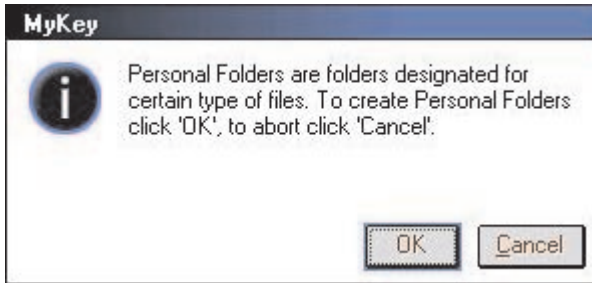 MyKey
Personal Folders are folders designated for
certain type of files. To create Personal Folders
click 'OK', to abort click 'Cancel'.
OK
Cancel